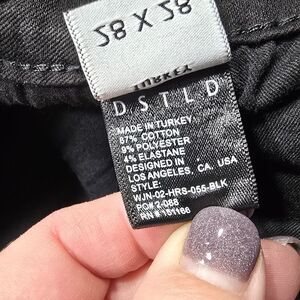 28 X 28
TURKEY
DSTLD
MADE IN TURKEY
87% COTTON
9% POLYESTER
4% ELASTANE
DESIGNED IN
LOS ANGELES, CA. USA
STYLE:
WJN-02-HRS-055-BLK
PO# 2-088
RN# 151166